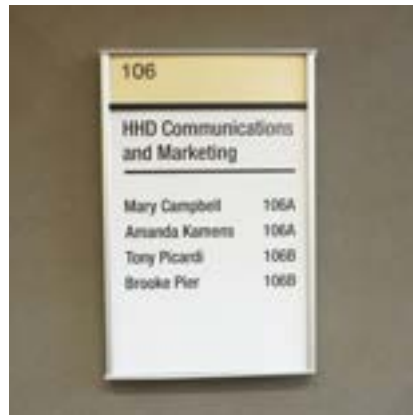 106
HHD Communications
and Marketing
Mary Campbell 106A
Amanda Kamens 106A
Tony Picardi 106B
Brooke Pier 106B